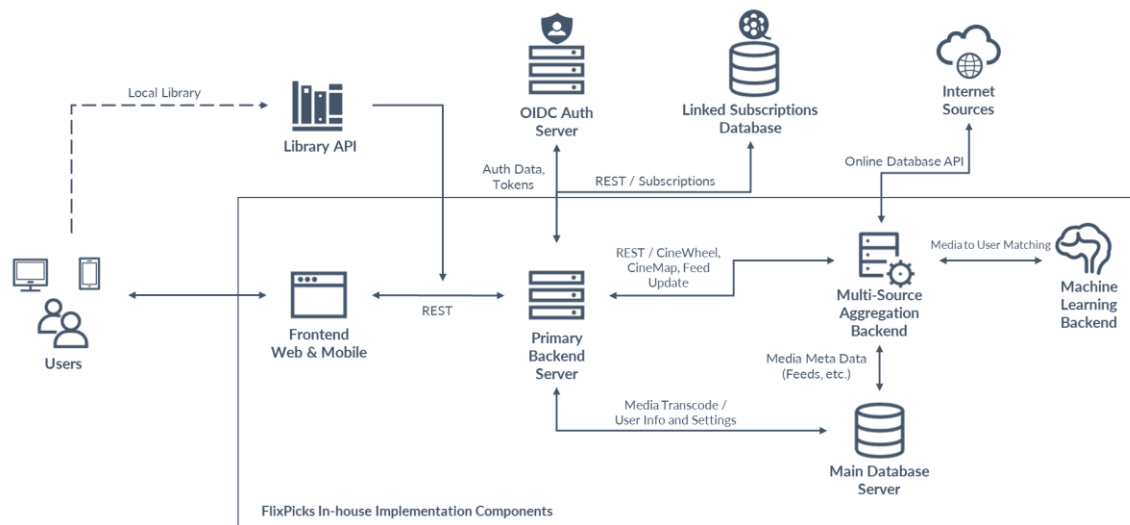 Local Library
Library API
OIDC Auth
Server
Linked Subscriptions
Database
Internet
Sources
Auth Data,
Tokens
REST / Subscriptions
Online Database API
Users
Frontend
Web & Mobile
REST
Primary
Backend
Server
REST / CineWheel,
CineMap, Feed
Update
Multi-Source
Aggregation
Backend
Media to User Matching
Machine
Learning
Backend
Media Meta Data
(Feeds, etc.)
Media Transcode /
User Info and Settings
Main Database
Server
FlixPicks In-house Implementation Components